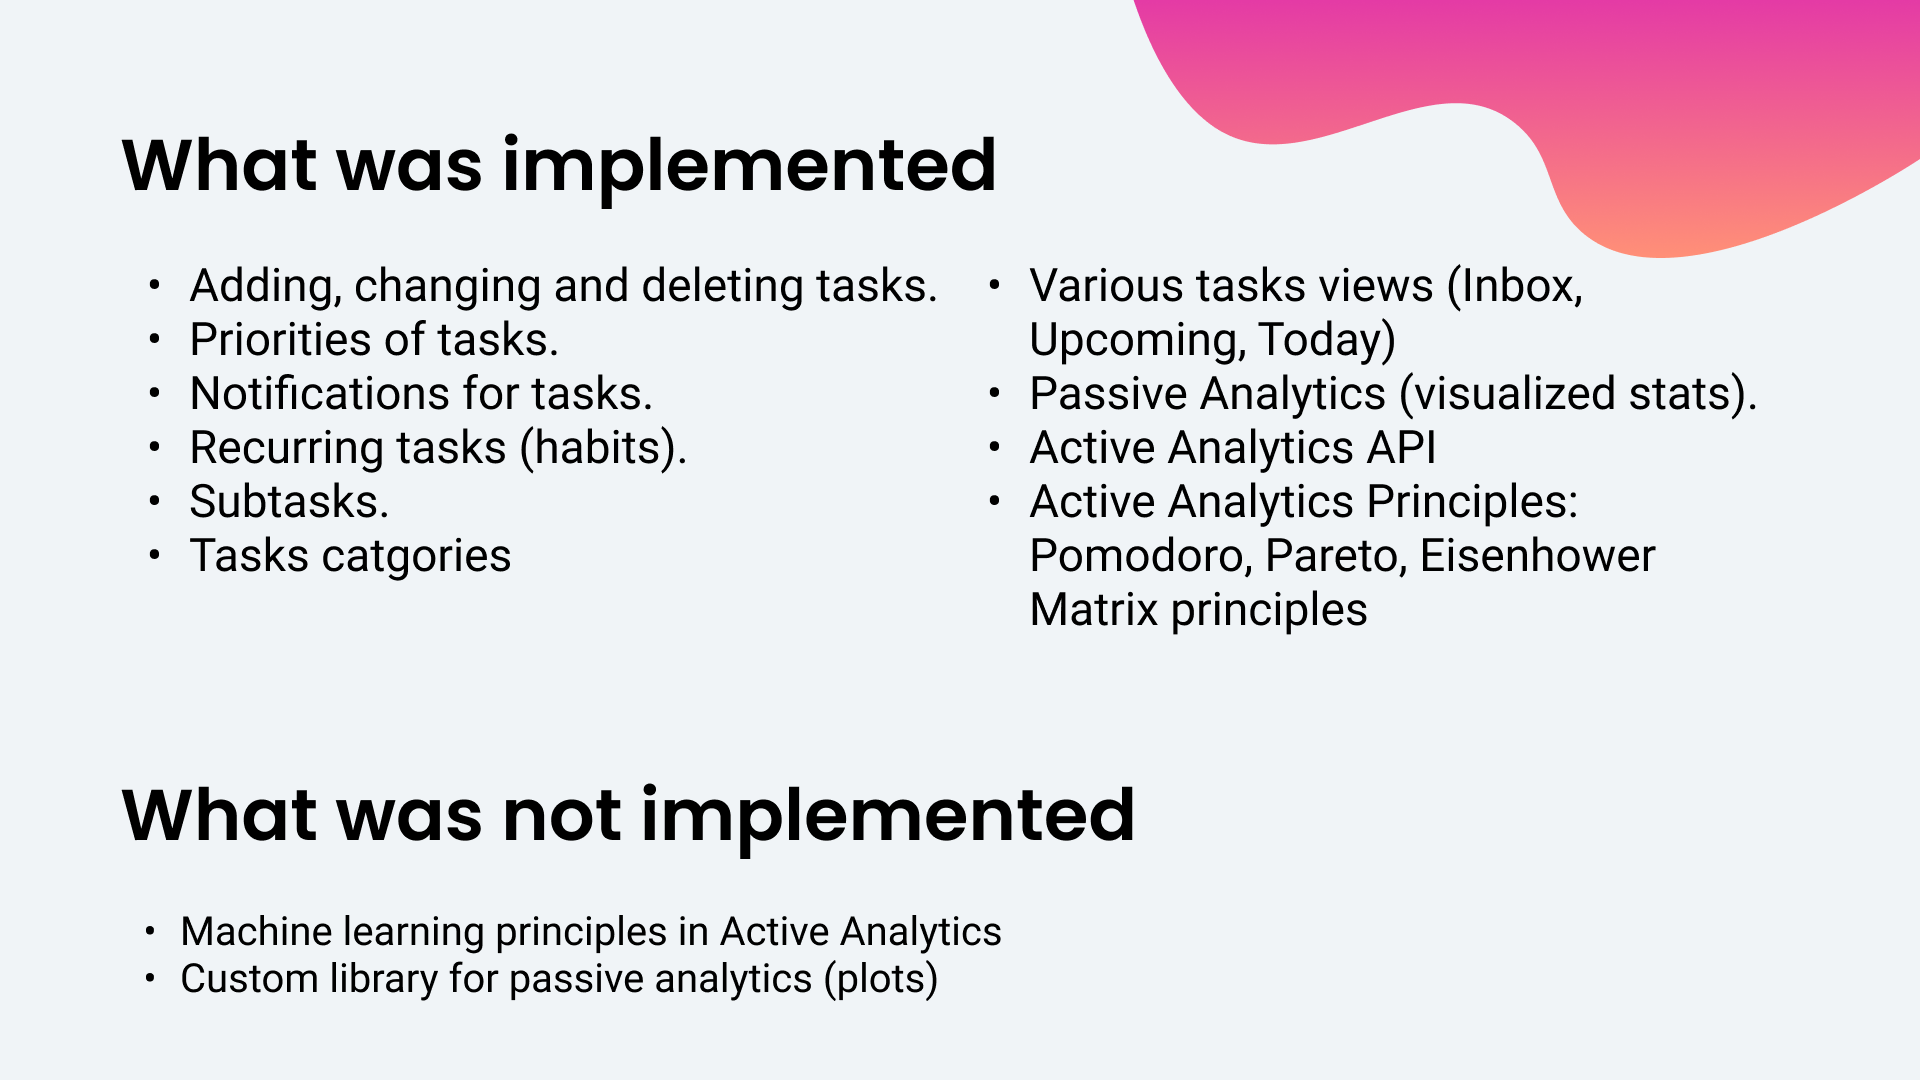 What was implemented
• Adding, changing and deleting tasks.
• Priorities of tasks.
• Notifications for tasks.
• Recurring tasks (habits).
• Subtasks.
• Tasks catgories
• Various tasks views (Inbox,
Upcoming, Today)
• Passive Analytics (visualized stats).
• Active Analytics API
• Active Analytics Principles:
Pomodoro, Pareto, Eisenhower
Matrix principles
What was not implemented
• Machine learning principles in Active Analytics
• Custom library for passive analytics (plots)